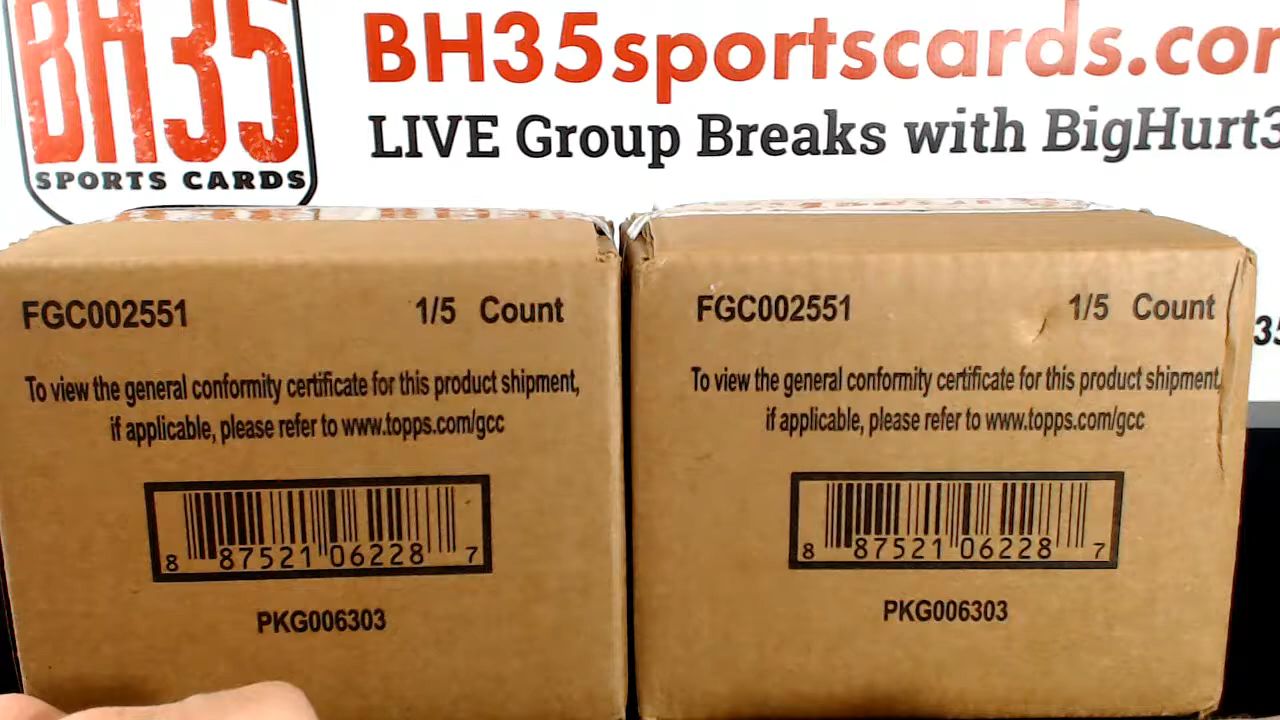 BH35
SPORTS CARDS
BH35sportscards.com
LIVE Group Breaks with BigHurt3
35
FGC002551 1/5 Count
To view the general conformity certificate for this product shipment,
if applicable, please refer to www.topps.com/gcc
8 87521 06228 7
PKG006303
FGC002551 1/5 Count
To view the general conformity certificate for this product shipment,
if applicable, please refer to www.topps.com/gcc
8 87521 06228 7
PKG006303